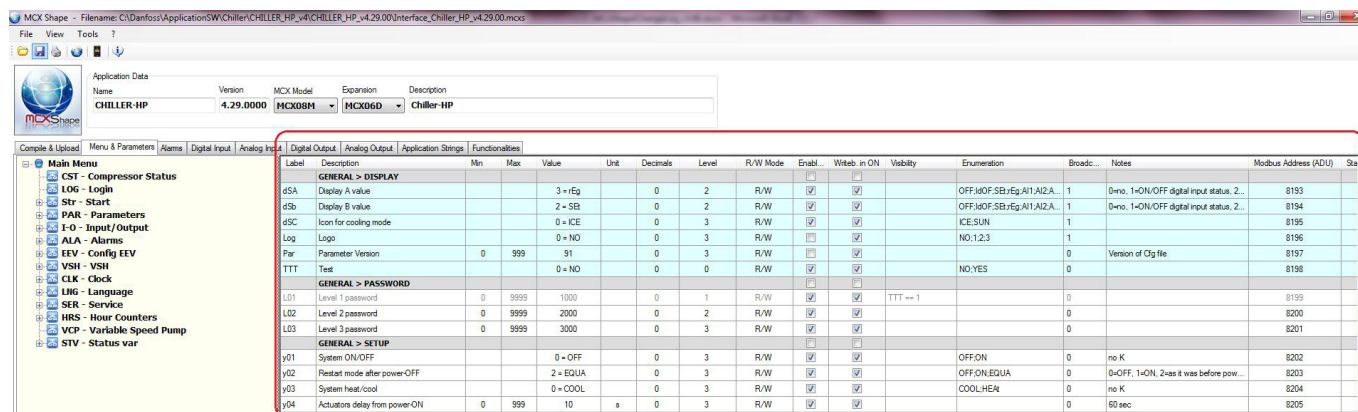 MCX Shape - Filename: C:\Danfoss\ApplicationSW\Chiller\CHILLER_HP_v4\CHILLER_HP_v4.29.00\Interface_Chiller_HP_v4.29.00.mcxs
File View Tools ?
Application Data
Name Version MCX Model Expansion Description
CHILLER-HP 4.29.0000 MCX08M MCX06D Chiller-HP
MCXShape
Compile & Upload Menu & Parameters Alarms Digital Input Analog Input Digital Output Analog Output Application Strings Functionalities
Main Menu
CST - Compressor Status
LOG - Login
Str - Start
PAR - Parameters
I-O - Input/Output
ALA - Alarms
EEV - Config EEV
VSH - VSH
CLK - Clock
LNG - Language
SER - Service
HRS - Hour Counters
VCP - Variable Speed Pump
STV - Status var
Label Description Min Max Value Unit Decimals Level R/W Mode Enabl... Writeb. in ON Visibility Enumeration Broadc... Notes Modbus Address (ADU) Sta
GENERAL > DISPLAY
dSA Display A value 3 = rEg 0 2 R/W OFF;IdOF;SEt;rEg;AI1;AI2;A... 1 0=no, 1=ON/OFF digital input status, 2... 8193
dSb Display B value 2 = SEt 0 2 R/W OFF;IdOF;SEt;rEg;AI1;AI2;A... 1 0=no, 1=ON/OFF digital input status, 2... 8194
dSC Icon for cooling mode 0 = ICE 0 3 R/W ICE;SUN 1 8195
Log Logo 0 = NO 0 3 R/W NO;1;2;3 1 8196
Par Parameter Version 0 999 91 0 3 R/W 0 Version of Cfg file 8197
TTT Test 0 = NO 0 0 R/W NO;YES 0 8198
GENERAL > PASSWORD
L01 Level 1 password 0 9999 1000 0 1 R/W TTT == 1 0 8199
L02 Level 2 password 0 9999 2000 0 2 R/W 0 8200
L03 Level 3 password 0 9999 3000 0 3 R/W 0 8201
GENERAL > SETUP
y01 System ON/OFF 0 = OFF 0 3 R/W OFF;ON 0 no K 8202
y02 Restart mode after power-OFF 2 = EQUA 0 3 R/W OFF;ON;EQUA 0 0=OFF, 1=ON, 2=as it was before pow... 8203
y03 System heat/cool 0 = COOL 0 3 R/W COOL;HEAt 0 no K 8204
y04 Actuators delay from power-ON 0 999 10 s 0 3 R/W 0 60 sec 8205